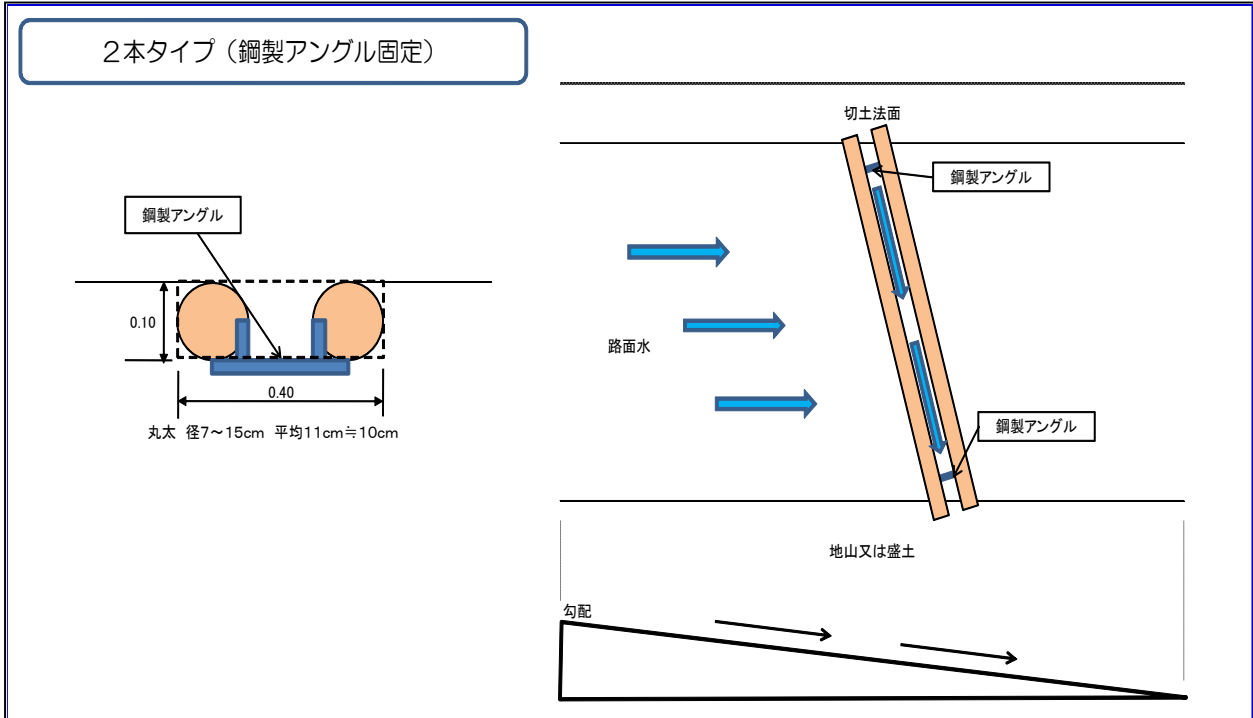 2本タイプ（鋼製アングル固定）
切土法面
鋼製アングル
鋼製アングル
0.10
路面水
0.40
鋼製アングル
丸太 径7～15cm 平均11cm≒10cm
地山又は盛土
勾配